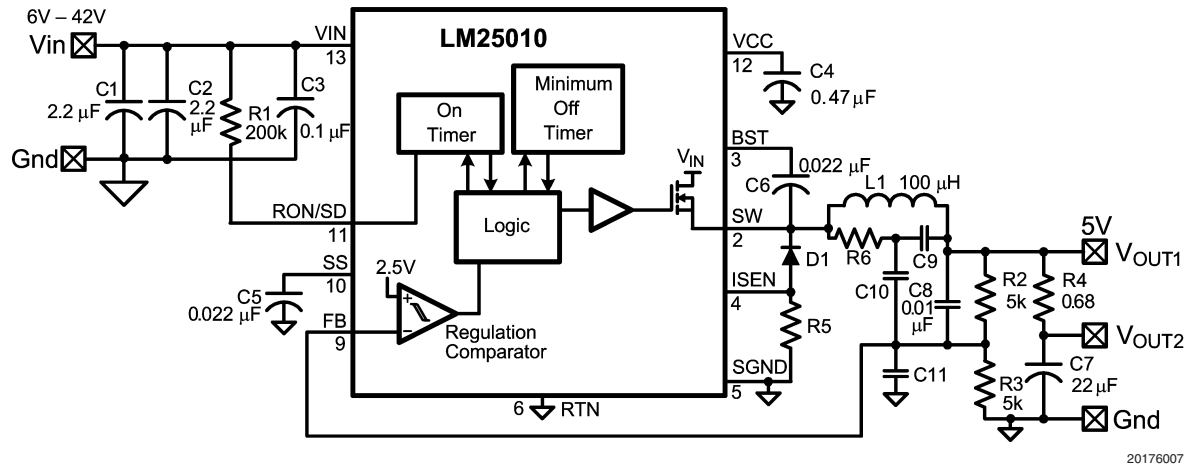 6V – 42V
Vin
VIN
13
LM25010
VCC
12
C4
0.47 μF
C1
2.2 μF
C2
2.2
μF
R1
200k
C3
0.1 μF
On
Timer
Minimum
Off
Timer
Gnd
BST
3
0.022 μF
C6
VIN
L1 100 μH
RON/SD
11
Logic
SW
2
R6
C9
5V
VOUT1
D1
SS
10
2.5V
ISEN
4
C10
C8
0.01
μF
R2
5k
R4
0.68
C5
0.022 μF
+
−
FB
9
Regulation
Comparator
R5
VOUT2
SGND
5
C11
R3
5k
C7
22 μF
6
RTN
Gnd
20176007